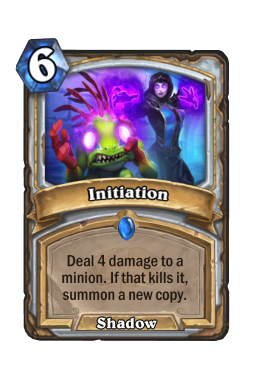 6
Initiation
Deal 4 damage to a
minion. If that kills it,
summon a new copy.
Shadow